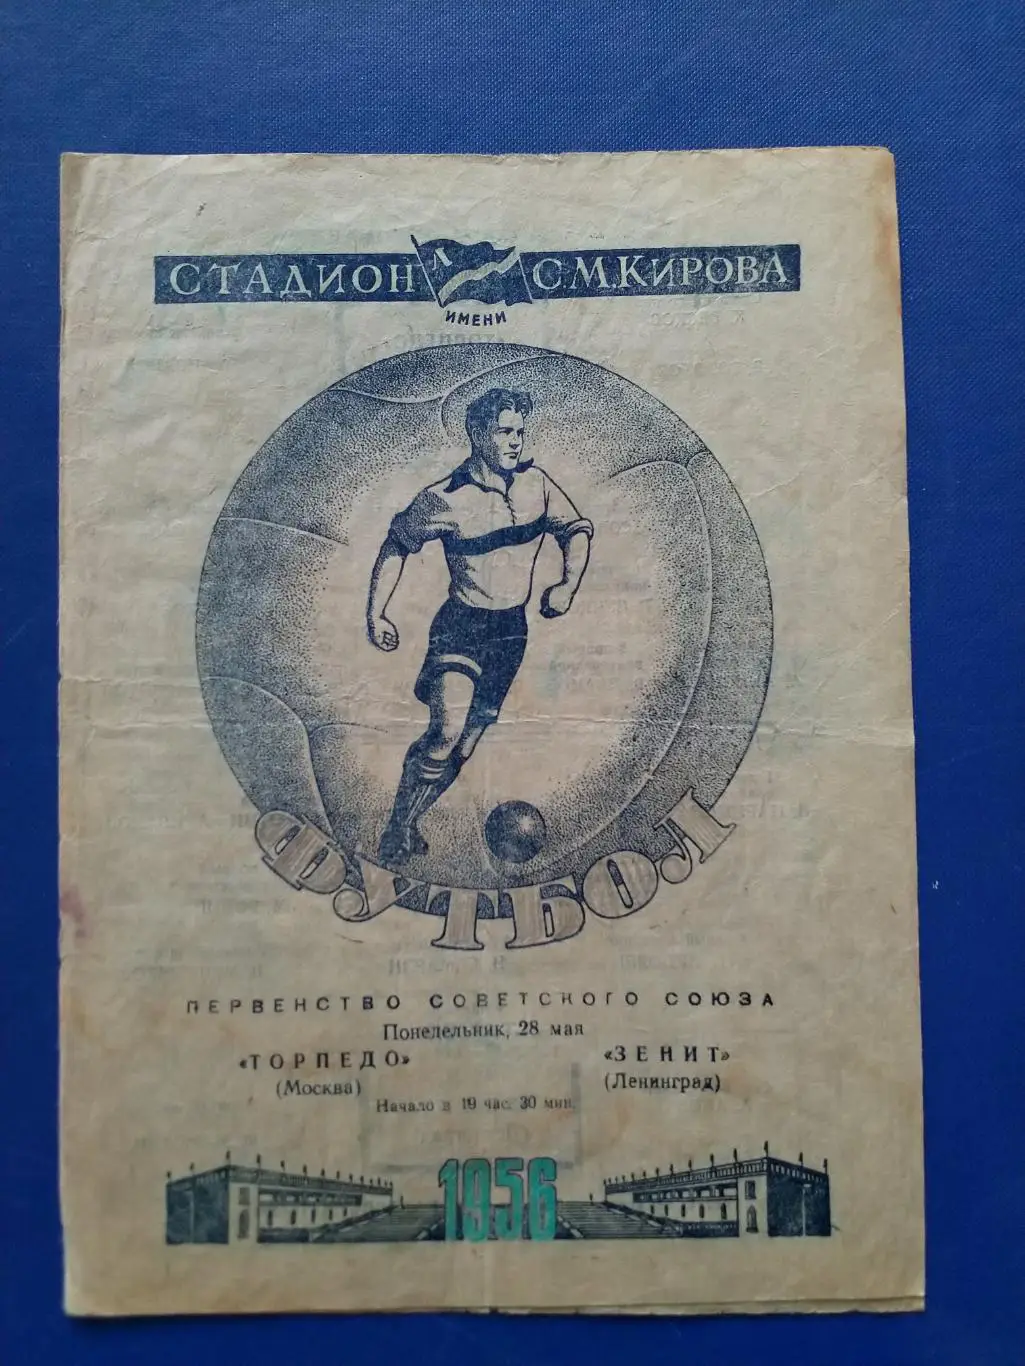 СТАДИОН С.М.КИРОВА
Л
ИМЕНИ
ФУТБОЛ
ПЕРВЕНСТВО СОВЕТСКОГО СОЮЗА
Понедельник, 28 мая
«ТОРПЕДО» «ЗЕНИТ»
(Москва) (Ленинград)
Начало в 19 час. 30 мин.
1956